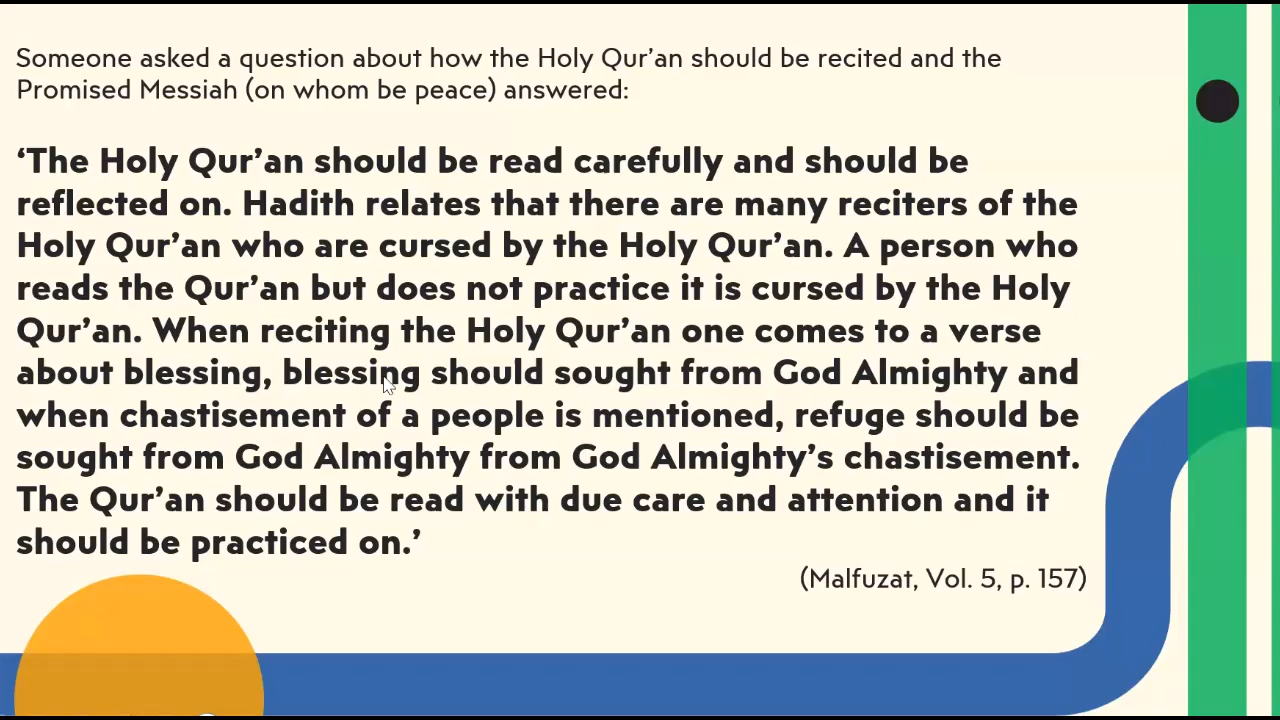 Someone asked a question about how the Holy Qur’an should be recited and the
Promised Messiah (on whom be peace) answered:
‘The Holy Qur’an should be read carefully and should be
reflected on. Hadith relates that there are many reciters of the
Holy Qur’an who are cursed by the Holy Qur’an. A person who
reads the Qur’an but does not practice it is cursed by the Holy
Qur’an. When reciting the Holy Qur’an one comes to a verse
about blessing, blessing should sought from God Almighty and
when chastisement of a people is mentioned, refuge should be
sought from God Almighty from God Almighty’s chastisement.
The Qur’an should be read with due care and attention and it
should be practiced on.’
(Malfuzat, Vol. 5, p. 157)